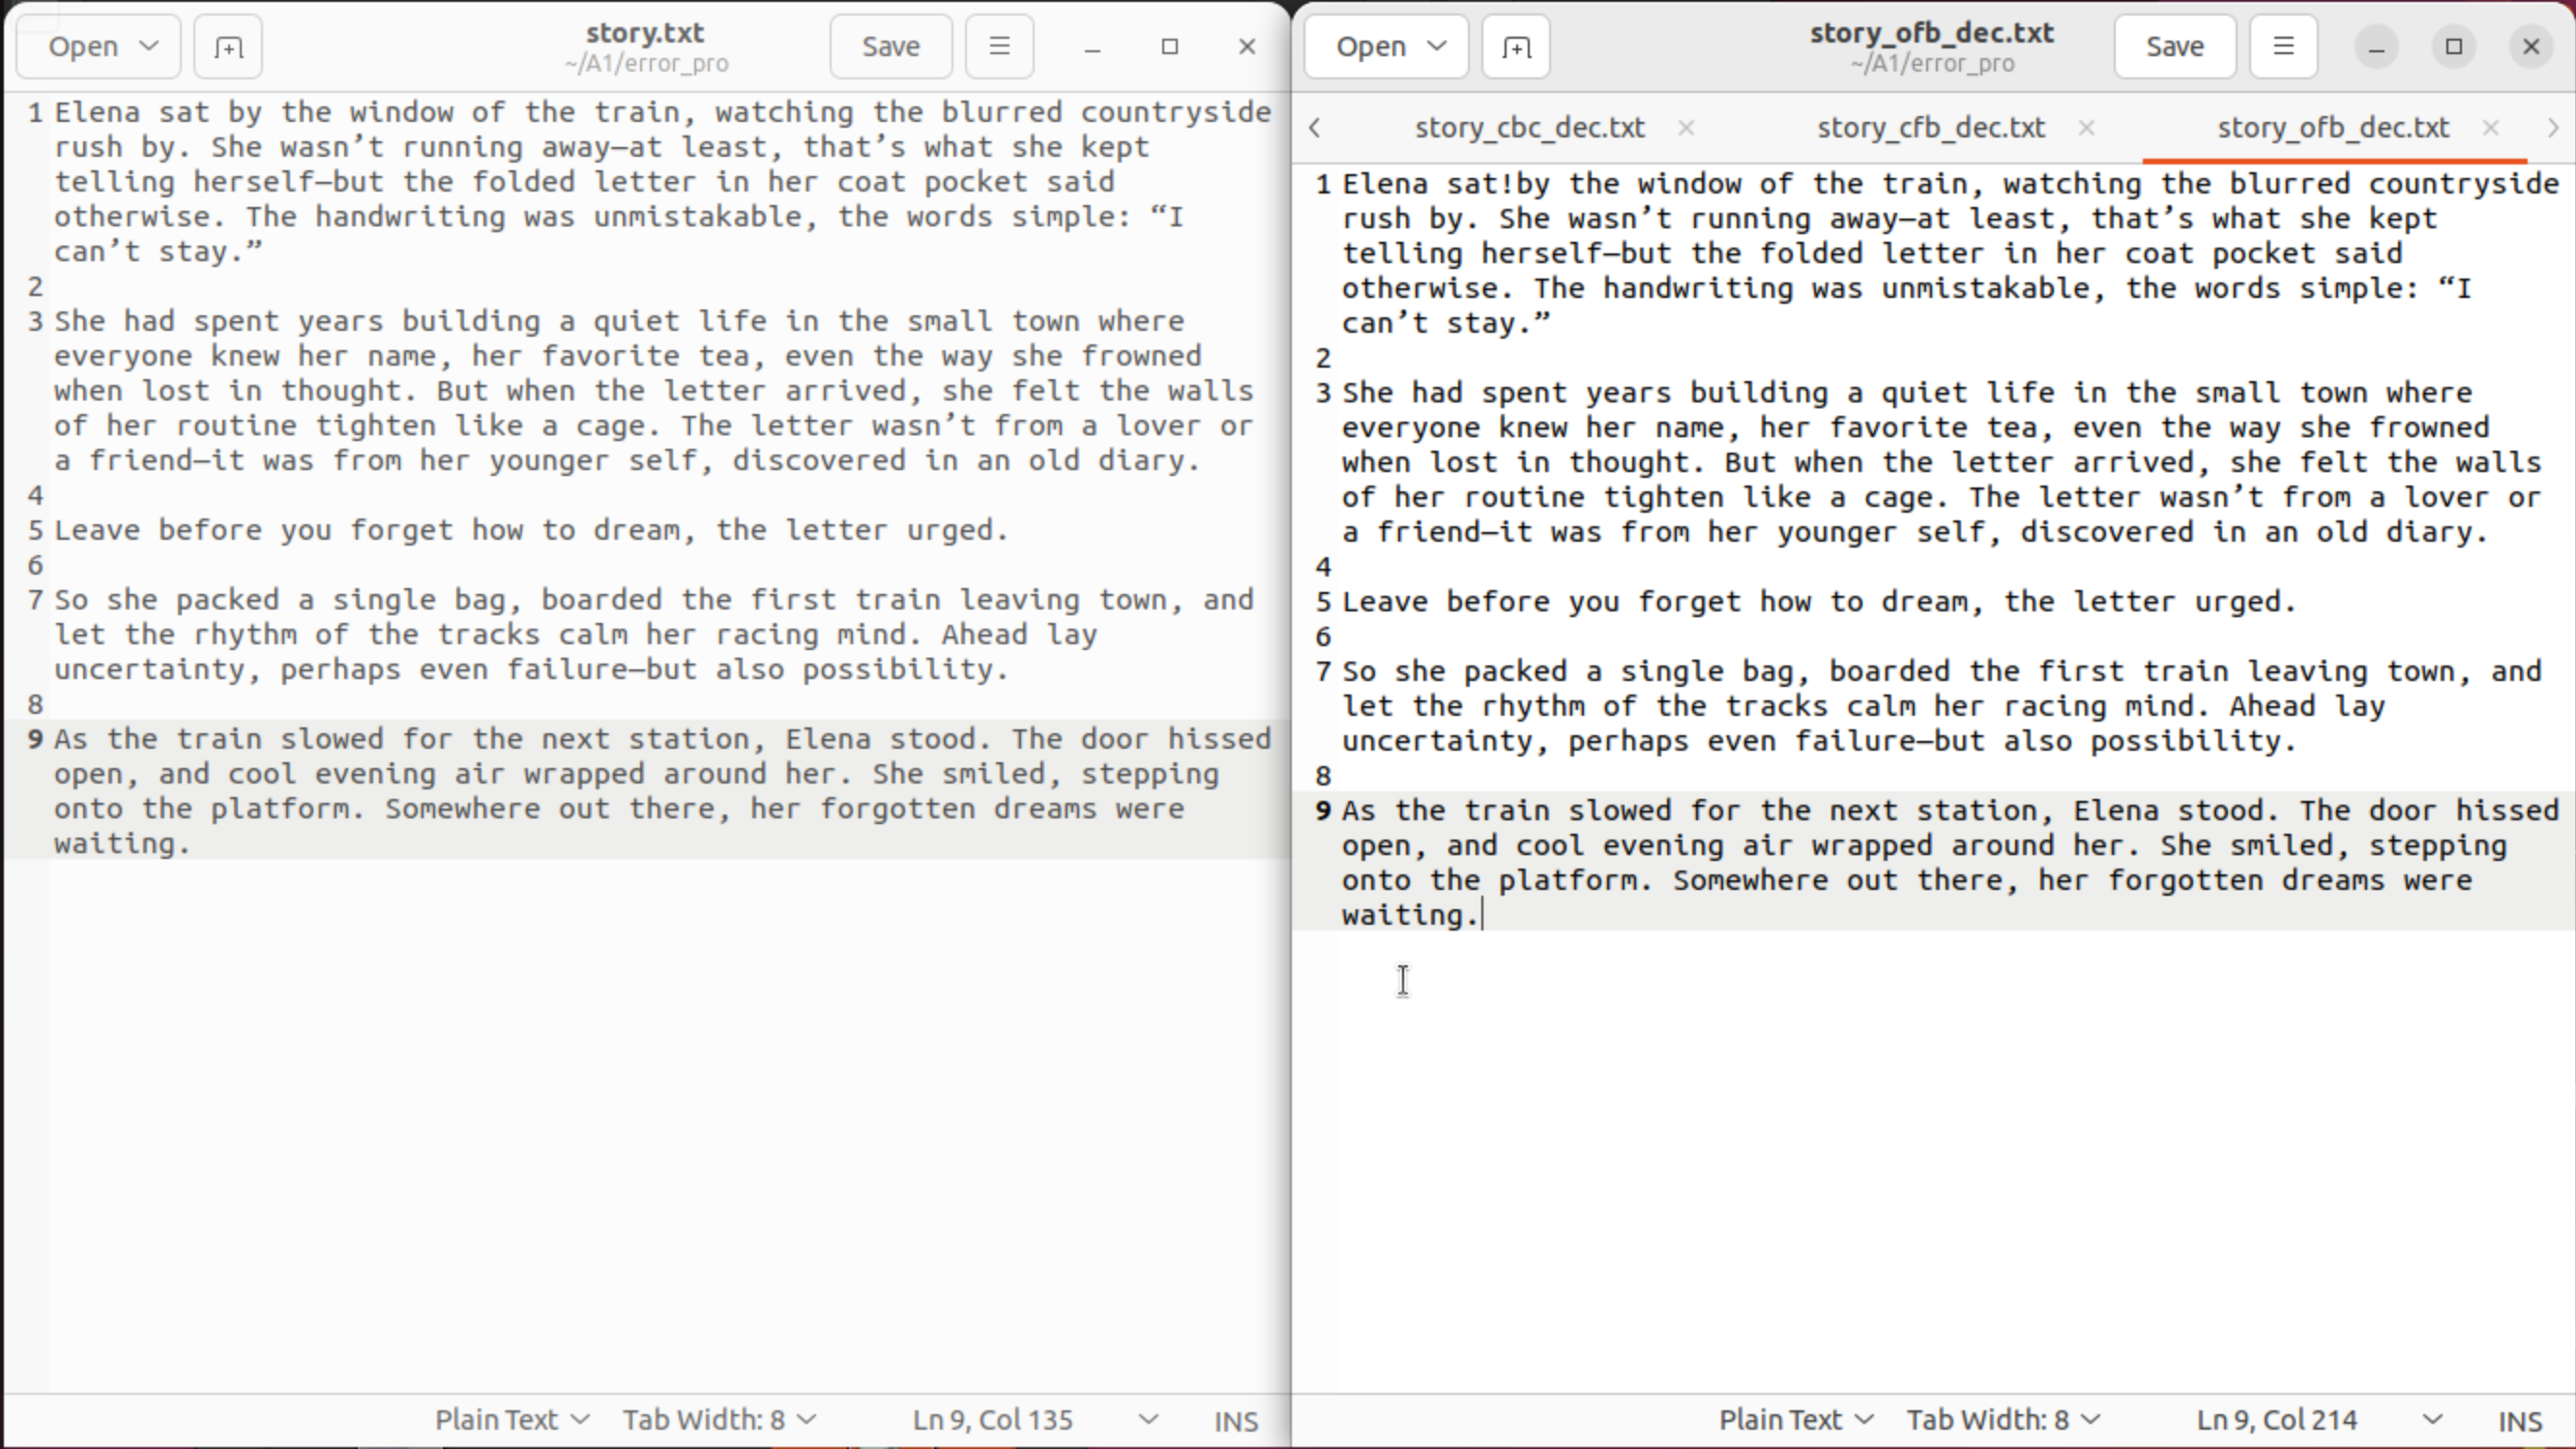 Open
story.txt
~/A1/error_pro
Save
1 Elena sat by the window of the train, watching the blurred countryside
rush by. She wasn’t running away—at least, that’s what she kept
telling herself—but the folded letter in her coat pocket said
otherwise. The handwriting was unmistakable, the words simple: “I
can’t stay.”
2
3 She had spent years building a quiet life in the small town where
everyone knew her name, her favorite tea, even the way she frowned
when lost in thought. But when the letter arrived, she felt the walls
of her routine tighten like a cage. The letter wasn’t from a lover or
a friend—it was from her younger self, discovered in an old diary.
4
5 Leave before you forget how to dream, the letter urged.
6
7 So she packed a single bag, boarded the first train leaving town, and
let the rhythm of the tracks calm her racing mind. Ahead lay
uncertainty, perhaps even failure—but also possibility.
8
9 As the train slowed for the next station, Elena stood. The door hissed
open, and cool evening air wrapped around her. She smiled, stepping
onto the platform. Somewhere out there, her forgotten dreams were
waiting.
Plain Text Tab Width: 8 Ln 9, Col 135 INS
Open
story_ofb_dec.txt
~/A1/error_pro
Save
story_cbc_dec.txt story_cfb_dec.txt story_ofb_dec.txt
1 Elena sat!by the window of the train, watching the blurred countryside
rush by. She wasn’t running away—at least, that’s what she kept
telling herself—but the folded letter in her coat pocket said
otherwise. The handwriting was unmistakable, the words simple: “I
can’t stay.”
2
3 She had spent years building a quiet life in the small town where
everyone knew her name, her favorite tea, even the way she frowned
when lost in thought. But when the letter arrived, she felt the walls
of her routine tighten like a cage. The letter wasn’t from a lover or
a friend—it was from her younger self, discovered in an old diary.
4
5 Leave before you forget how to dream, the letter urged.
6
7 So she packed a single bag, boarded the first train leaving town, and
let the rhythm of the tracks calm her racing mind. Ahead lay
uncertainty, perhaps even failure—but also possibility.
8
9 As the train slowed for the next station, Elena stood. The door hissed
open, and cool evening air wrapped around her. She smiled, stepping
onto the platform. Somewhere out there, her forgotten dreams were
waiting.
Plain Text Tab Width: 8 Ln 9, Col 214 INS